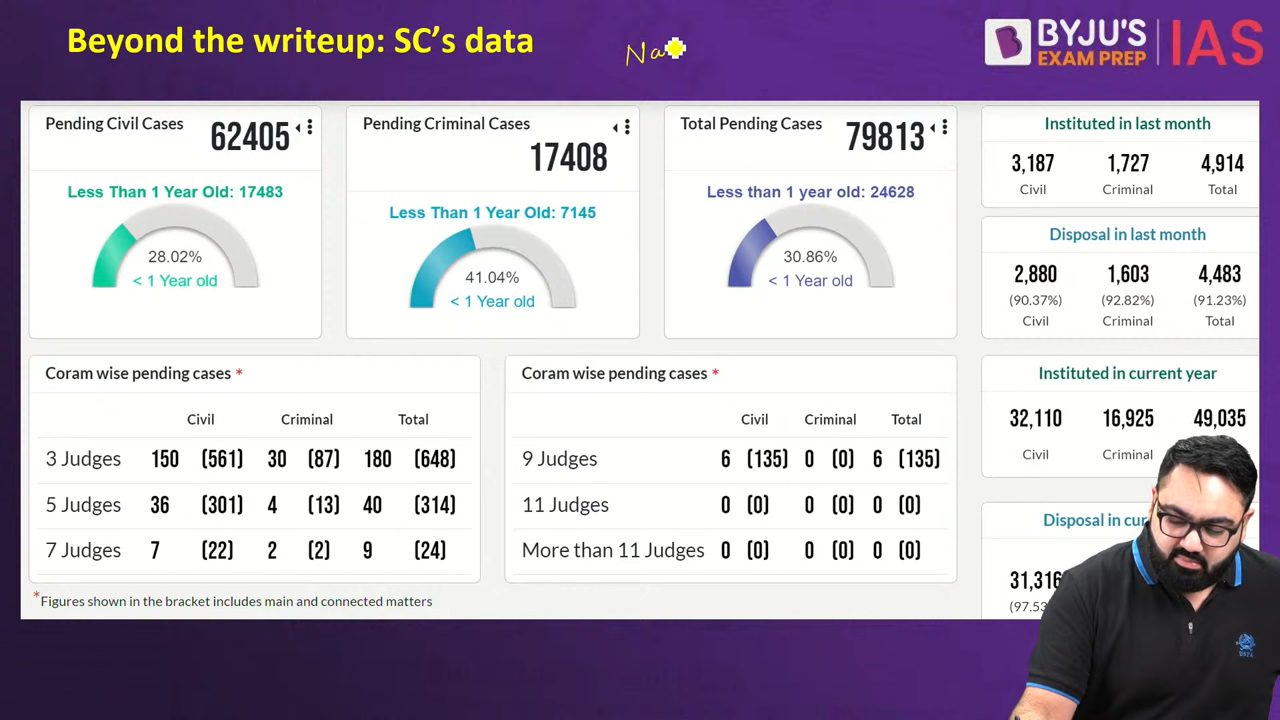 Beyond the writeup: SC's data
Na
BYJU'S
EXAM PREP
IAS
Pending Civil Cases
62405
Less Than 1 Year Old: 17483
28.02%
< 1 Year old
Pending Criminal Cases
17408
Less Than 1 Year Old: 7145
41.04%
< 1 Year old
Total Pending Cases
79813
Less than 1 year old: 24628
30.86%
< 1 Year old
Instituted in last month
3,187 1,727 4,914
Civil Criminal Total
Disposal in last month
2,880 1,603 4,483
(90.37%) (92.82%) (91.23%)
Civil Criminal Total
Coram wise pending cases *
Civil Criminal Total
3 Judges 150 (561) 30 (87) 180 (648)
5 Judges 36 (301) 4 (13) 40 (314)
7 Judges 7 (22) 2 (2) 9 (24)
Coram wise pending cases *
Civil Criminal Total
9 Judges 6 (135) 0 (0) 6 (135)
11 Judges 0 (0) 0 (0) 0 (0)
More than 11 Judges 0 (0) 0 (0) 0 (0)
Instituted in current year
32,110 16,925 49,035
Civil Criminal
Disposal in cur
31,316
(97.53
*Figures shown in the bracket includes main and connected matters